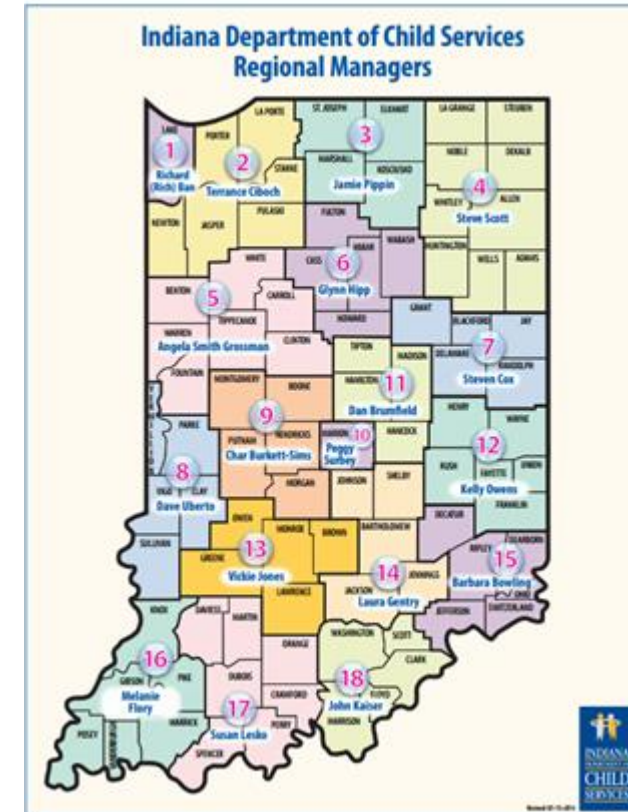 Indiana Department of Child Services
Regional Managers
LA PORTE
ST. JOSEPH
ELKHART
LA GRANGE
STEUBEN
LAKE
PORTER
1
2
3
NOBLE
DEKALB
Richard
(Rich) Ban
STARKE
MARSHALL
KOSCIUSKO
Terrance Ciboch
Jamie Pippin
4
WHITLEY
ALLEN
Steve Scott
NEWTON
JASPER
PULASKI
FULTON
WABASH
HUNTINGTON
WHITE
CASS
6
WELLS
ADAMS
Glynn Hipp
BENTON
CARROLL
5
GRANT
HOWARD
BLACKFORD
JAY
TIPPECANOE
WARREN
Angela Smith Grossman
CLINTON
TIPTON
MADISON
DELAWARE
7
RANDOLPH
Steven Cox
FOUNTAIN
HAMILTON
11
MONTGOMERY
BOONE
Dan Brumfield
HENRY
WAYNE
9
PARKE
PUTNAM
HENDRICKS
MARION
10
HANCOCK
12
Char Burkett-Sims
Peggy
Surbey
RUSH
FAYETTE
UNION
8
VIGO
CLAY
MORGAN
JOHNSON
SHELBY
Kelly Owens
Dave Uberto
FRANKLIN
OWEN
DECATUR
MONROE
BROWN
BARTHOLOMEW
DEARBORN
SULLIVAN
GREENE
13
RIPLEY
15
Vickie Jones
14
JENNINGS
Barbara Bowling
JACKSON
OHIO
LAWRENCE
Laura Gentry
JEFFERSON
SWITZERLAND
KNOX
DAVIESS
MARTIN
WASHINGTON
SCOTT
ORANGE
16
CLARK
GIBSON
PIKE
DUBOIS
18
FLOYD
Melanie
Flory
CRAWFORD
John Kaiser
17
WARRICK
PERRY
HARRISON
POSEY
Susan Lesko
SPENCER
INDIANA
CHILD
SERVICES